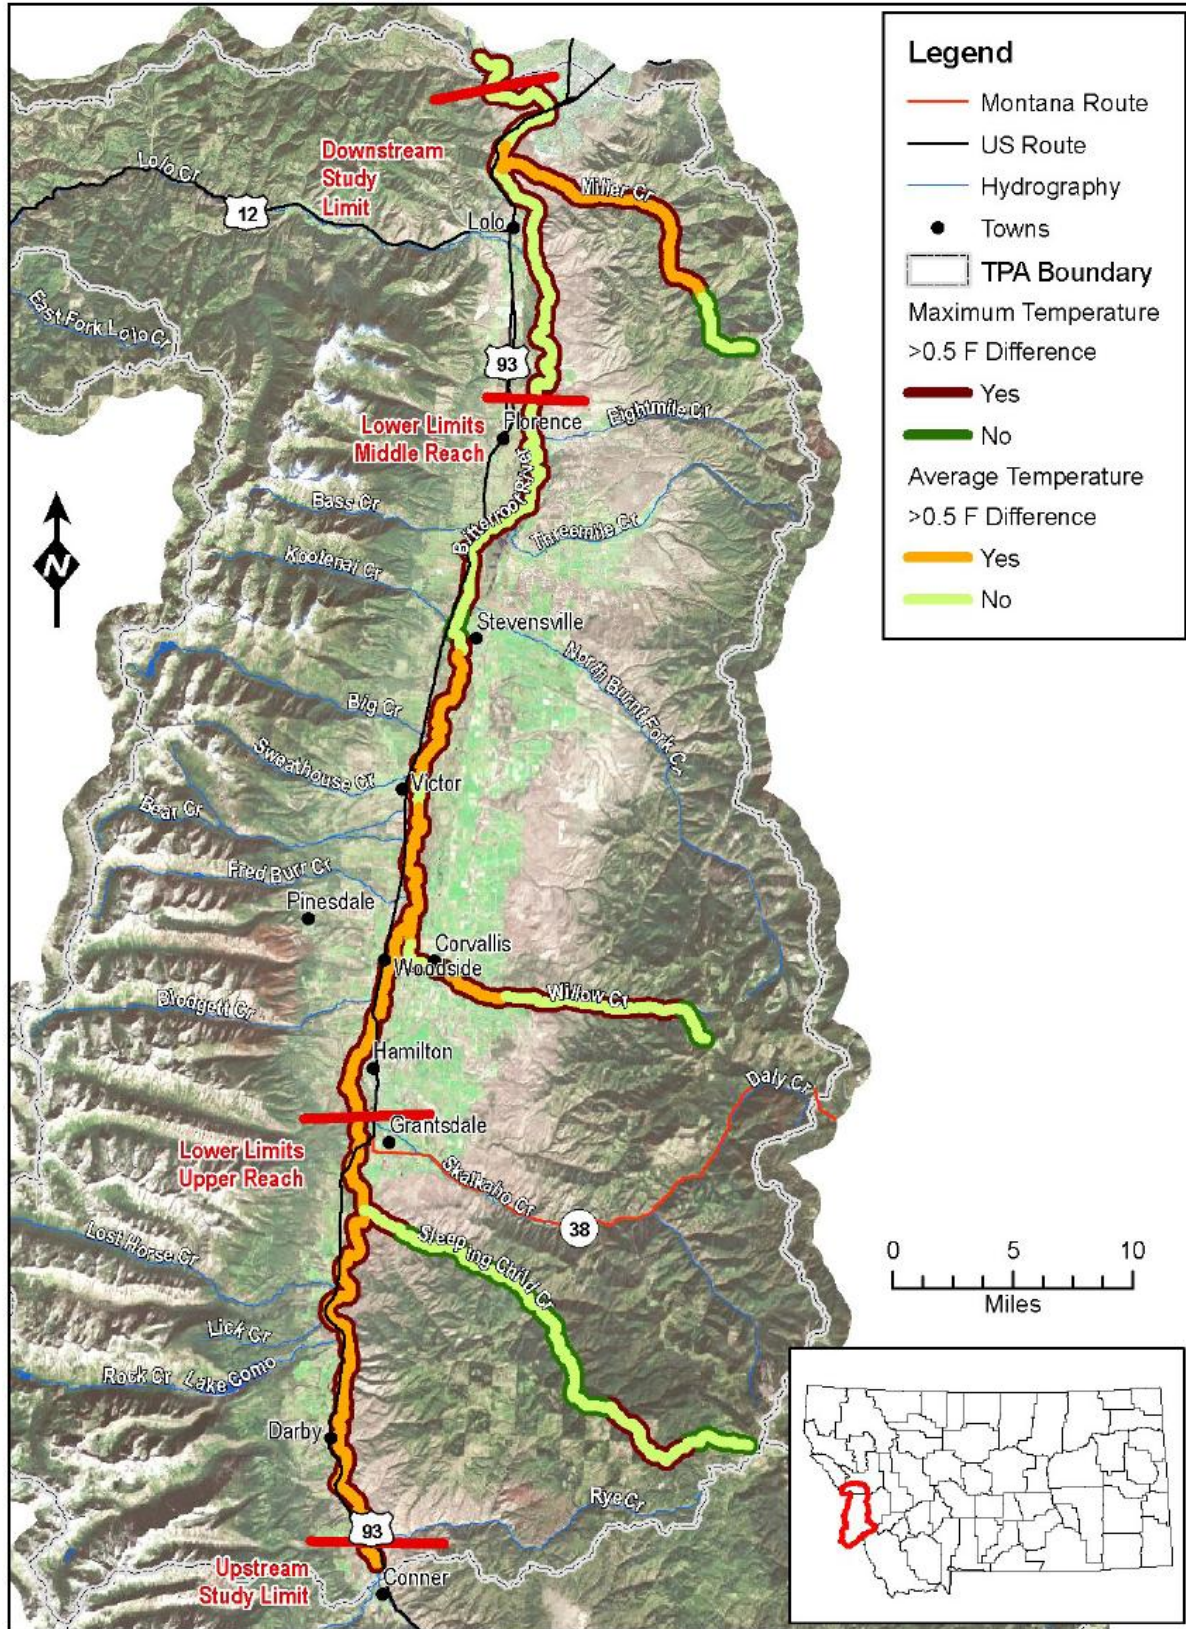 Legend
Montana Route
US Route
Hydrography
Towns
TPA Boundary
Maximum Temperature
>0.5 F Difference
Yes
No
Average Temperature
>0.5 F Difference
Yes
No
Downstream
Study
Limit
Lolo Cr
12
Lolo
Miller Cr
East Fork Lolo Cr
93
Lower Limits
Middle Reach
Florence
Eightmile Cr
Bitterroot River
Bass Cr
Threemile Cr
Kootenai Cr
N
Stevensville
North Burnt Fork Cr
Big Cr
Sweathouse Cr
Victor
Bear Cr
Fred Burr Cr
Pinesdale
Corvallis
Woodside
Willow Cr
Blodgett Cr
Hamilton
Daly Cr
Grantsdale
Lower Limits
Upper Reach
Skalkaho Cr
38
Sleeping Child Cr
Lost Horse Cr
0 5 10
Miles
Lick Cr
Rock Cr
Lake Como
Darby
Rye Cr
93
Upstream
Study Limit
Conner